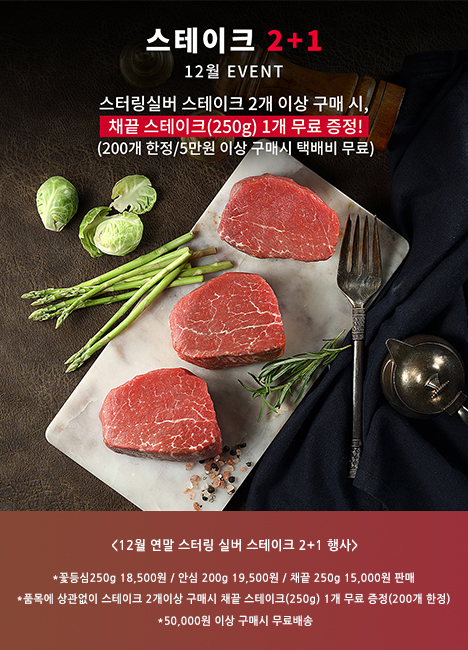 스테이크 2+1
12월 EVENT
스터링실버 스테이크 2개 이상 구매 시,
채끝 스테이크(250g) 1개 무료 증정!
(200개 한정/5만원 이상 구매시 택배비 무료)
<12월 연말 스터링 실버 스테이크 2+1 행사>
*꽃등심250g 18,500원 / 안심 200g 19,500원 / 채끝 250g 15,000원 판매
*품목에 상관없이 스테이크 2개이상 구매시 채끝 스테이크(250g) 1개 무료 증정(200개 한정)
*50,000원 이상 구매시 무료배송